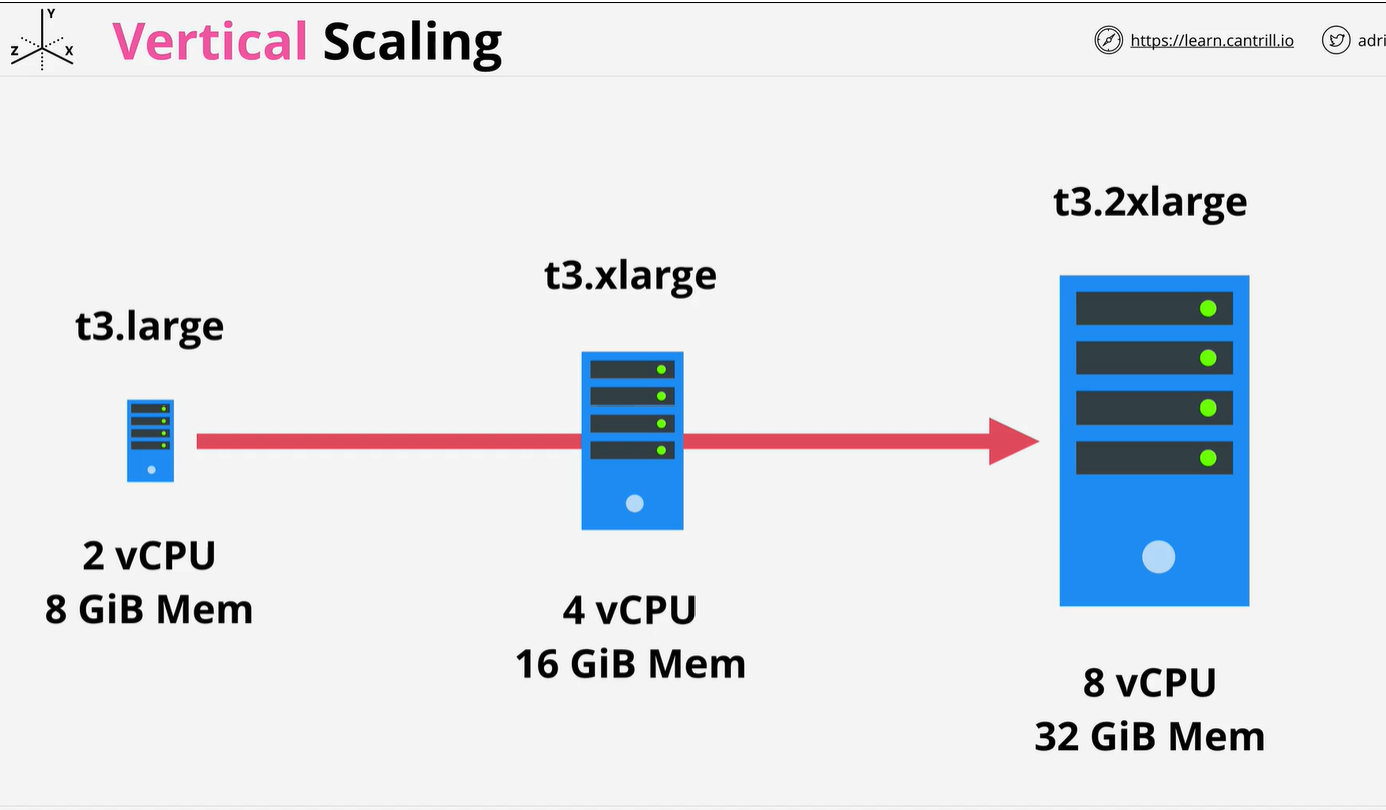 Y
Z
X
Vertical Scaling
https://learn.cantrill.io
adri
t3.large
2 vCPU
8 GiB Mem
t3.xlarge
4 vCPU
16 GiB Mem
t3.2xlarge
8 vCPU
32 GiB Mem